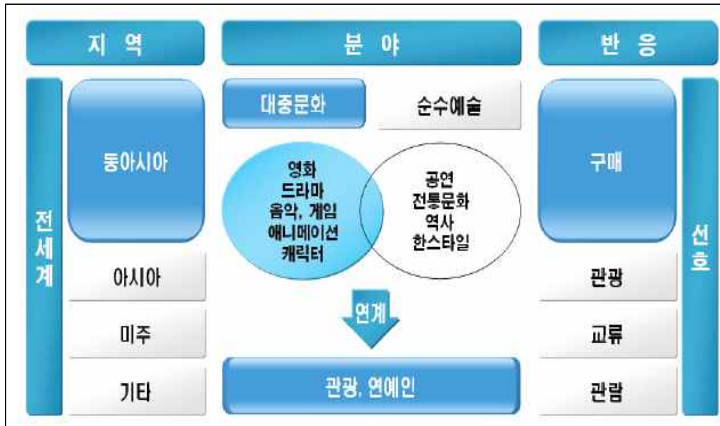 지 역
분 야
반 응
전세계
동아시아
아시아
미주
기타
대중문화
순수예술
영화
드라마
음악, 게임
애니메이션
캐릭터
공연
전통문화
역사
한스타일
연계
관광, 연예인
구매
관광
교류
관람
선호